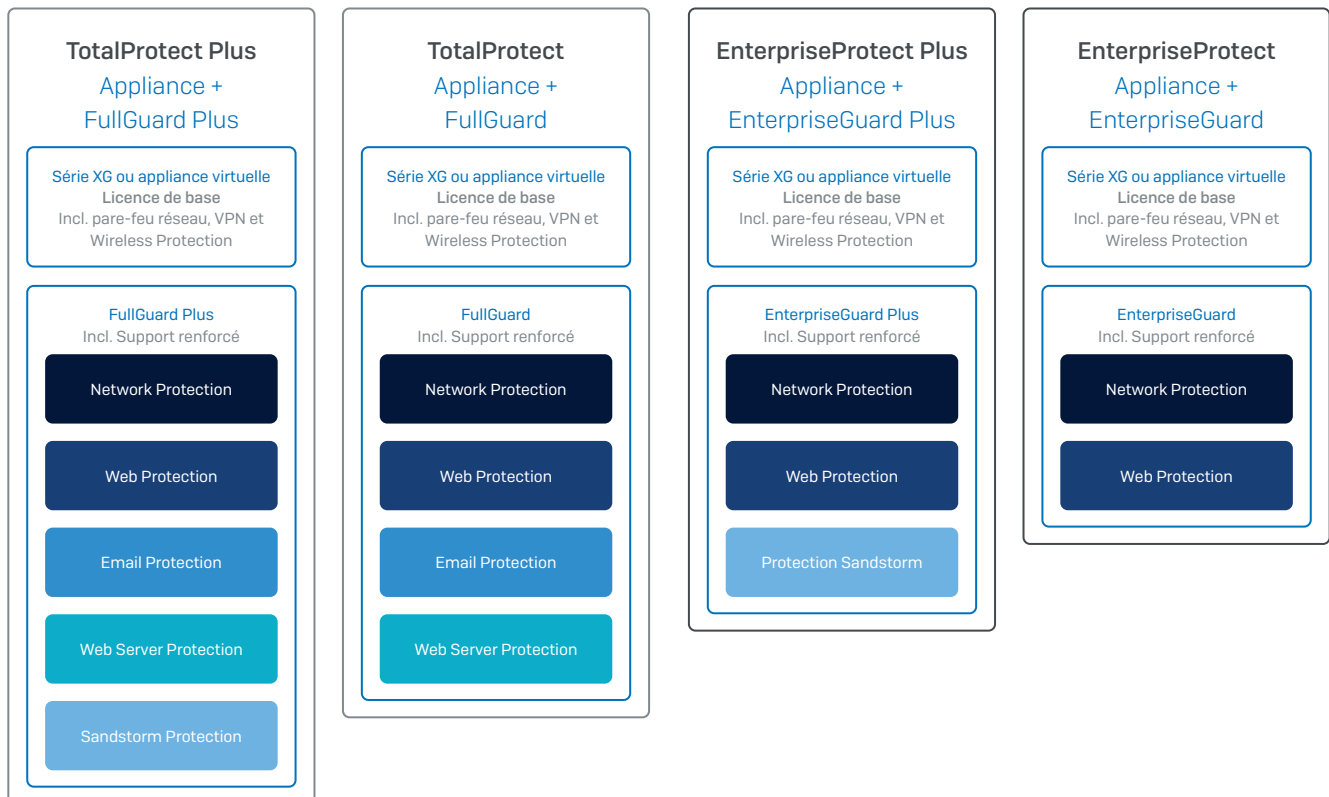 TotalProtect Plus
Appliance +
FullGuard Plus
Série XG ou appliance virtuelle
Licence de base
Incl. pare-feu réseau, VPN et
Wireless Protection
FullGuard Plus
Incl. Support renforcé
Network Protection
Web Protection
Email Protection
Web Server Protection
Sandstorm Protection
TotalProtect
Appliance +
FullGuard
Série XG ou appliance virtuelle
Licence de base
Incl. pare-feu réseau, VPN et
Wireless Protection
FullGuard
Incl. Support renforcé
Network Protection
Web Protection
Email Protection
Web Server Protection
EnterpriseProtect Plus
Appliance +
EnterpriseGuard Plus
Série XG ou appliance virtuelle
Licence de base
Incl. pare-feu réseau, VPN et
Wireless Protection
EnterpriseGuard Plus
Incl. Support renforcé
Network Protection
Web Protection
Protection Sandstorm
EnterpriseProtect
Appliance +
EnterpriseGuard
Série XG ou appliance virtuelle
Licence de base
Incl. pare-feu réseau, VPN et
Wireless Protection
EnterpriseGuard
Incl. Support renforcé
Network Protection
Web Protection